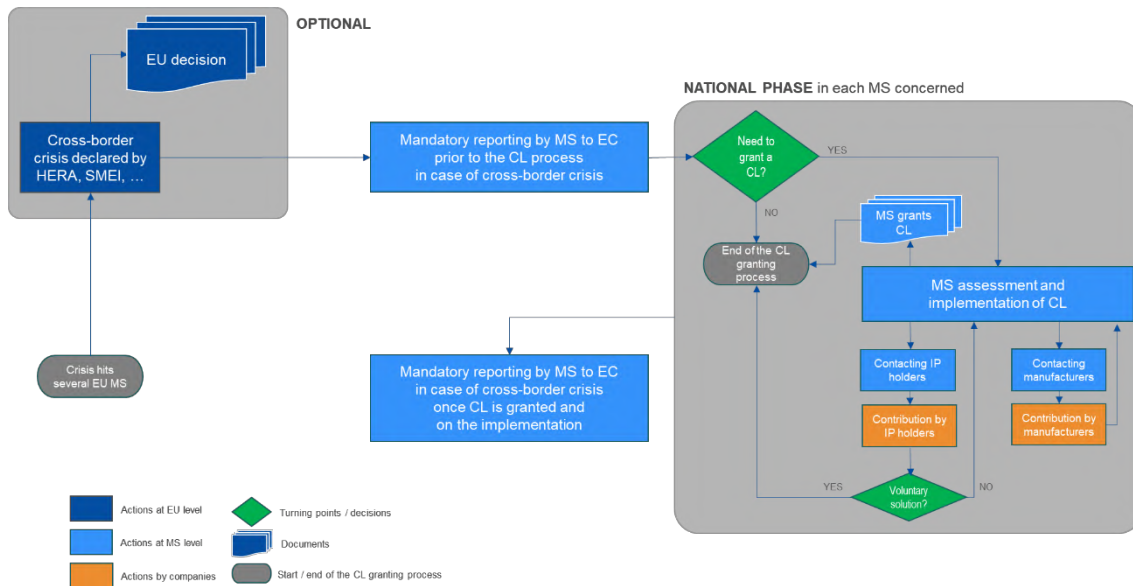 OPTIONAL
EU decision
Cross-border
crisis declared by
HERA, SMEI, ...
Crisis hits
several EU MS
Mandatory reporting by MS to EC
prior to the CL process
in case of cross-border crisis
Mandatory reporting by MS to EC
in case of cross-border crisis
once CL is granted and
on the implementation
NATIONAL PHASE in each MS concerned
Need to
grant a
CL?
YES
NO
MS grants
CL
End of the CL
granting
process
MS assessment and
implementation of CL
Contacting IP
holders
Contacting
manufacturers
Contribution by
IP holders
Contribution by
manufacturers
YES
Voluntary
solution?
NO
Actions at EU level
Actions at MS level
Actions by companies
Turning points / decisions
Documents
Start / end of the CL granting process